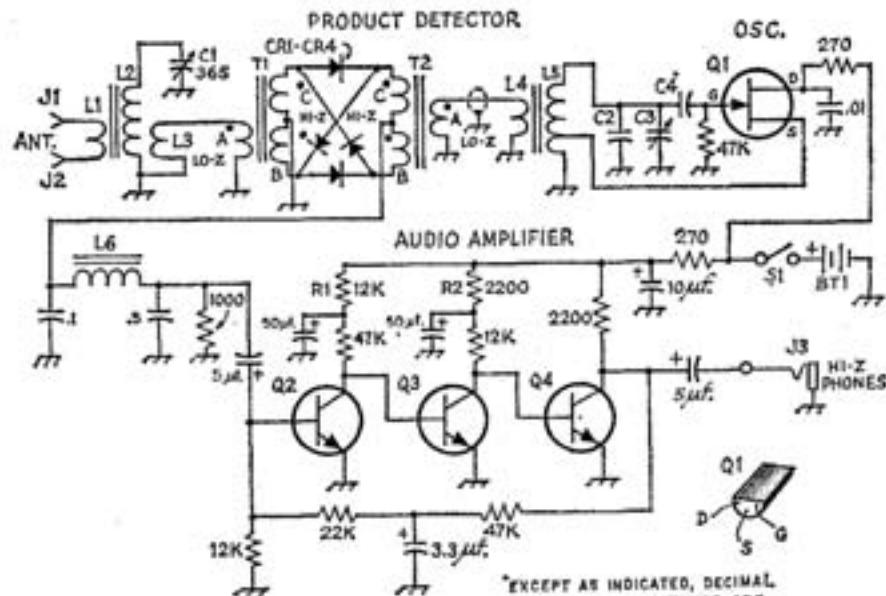 PRODUCT DETECTOR
OSC.
CR1-CR4
C1
365
T1
T2
L1
L2
J1
ANT.
J2
L3
A
LO-Z
C
HI-Z
HI-Z
C
B
B
A
LO-Z
L4
L5
C2
C3
C4
47K
Q1
G
D
S
270
.01
L6
.1
.5
1000
AUDIO AMPLIFIER
R1
12K
50µf.
47K
R2
2200
50µf.
12K
2200
10µf.
270
S1
BT1
5µf.
Q2
Q3
Q4
5µf.
J3
HI-Z
PHONES
12K
22K
3.3µf.
47K
Q1
D
S
G
*EXCEPT AS INDICATED, DECIMAL